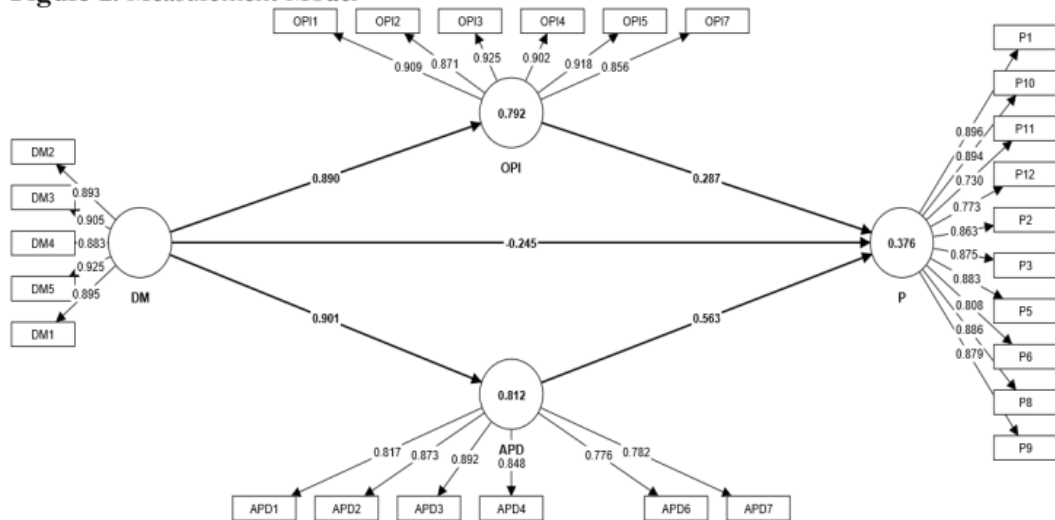 OPI1 OPI2 OPI3 OPI4 OPI5 OPI7
0.909 0.871 0.925 0.902 0.918 0.856
0.792
OPI
DM2
DM3
DM4
DM5
DM1
0.893
0.905
0.883
0.925
0.895
DM
0.890
-0.245
0.901
0.287
0.563
0.376
P
0.896
0.894
0.730
0.773
0.863
0.875
0.883
0.808
0.886
0.879
P1
P10
P11
P12
P2
P3
P5
P6
P8
P9
0.812
APD
0.817 0.873 0.892 0.848 0.776 0.782
APD1 APD2 APD3 APD4 APD6 APD7